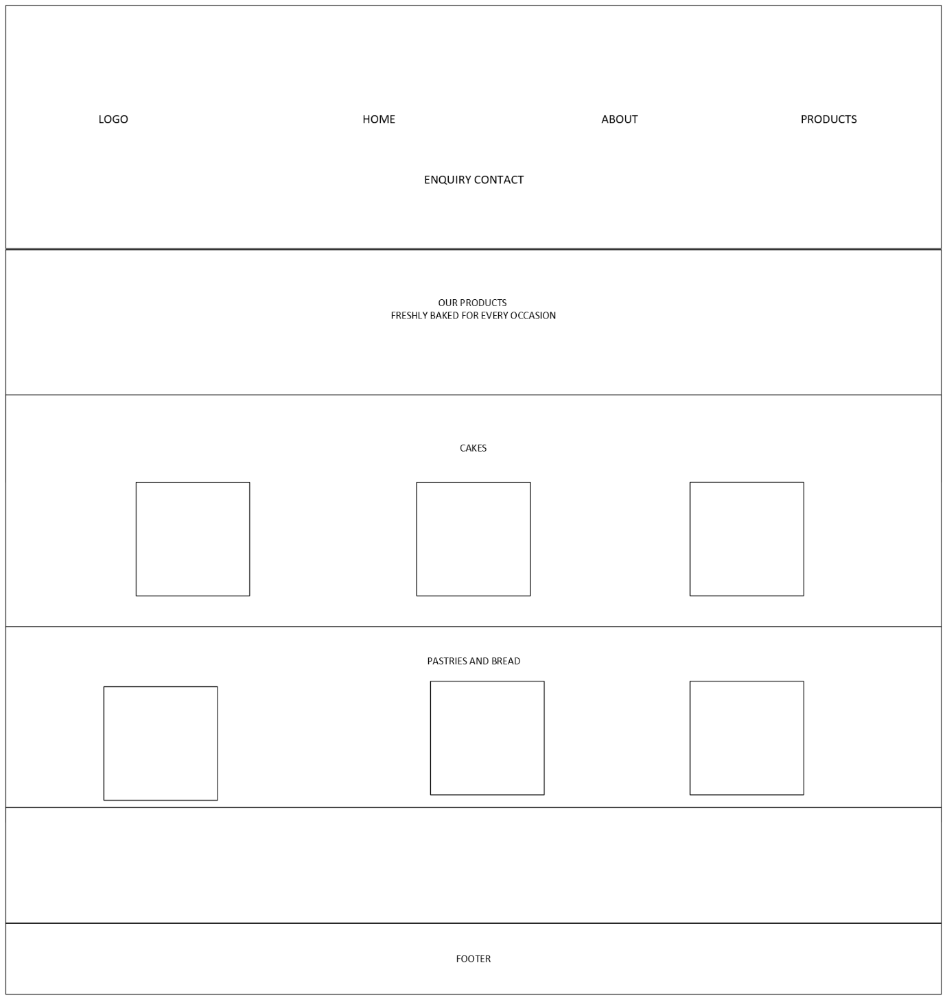 LOGO HOME ABOUT PRODUCTS
ENQUIRY CONTACT
OUR PRODUCTS
FRESHLY BAKED FOR EVERY OCCASION
CAKES
PASTRIES AND BREAD
FOOTER